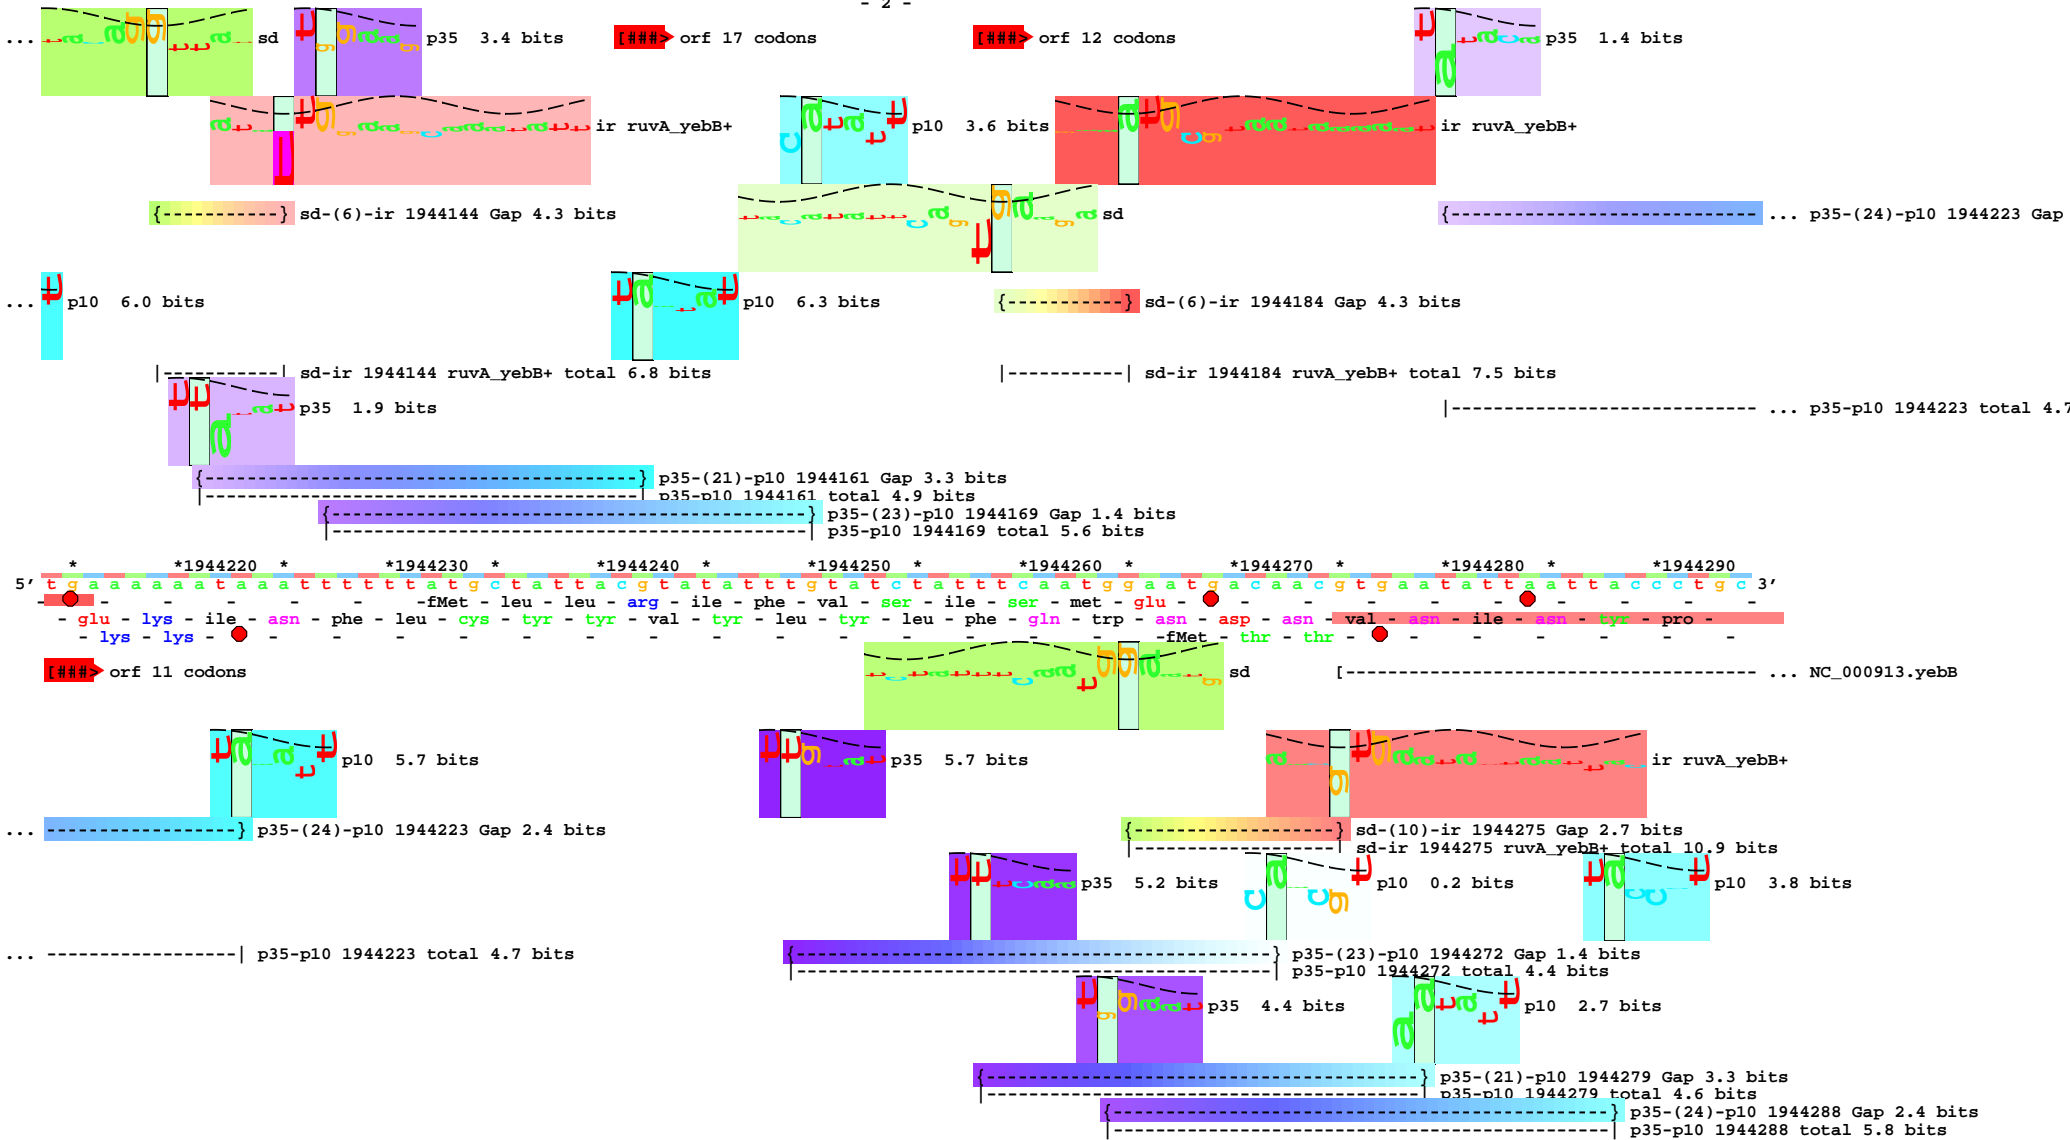 - 2 -
... sd p35 3.4 bits [###> orf 17 codons [###> orf 12 codons p35 1.4 bits
ir ruvA_yebB+ p10 3.6 bits ir ruvA_yebB+
{-----------} sd-(6)-ir 1944144 Gap 4.3 bits sd {------------------------------ ... p35-(24)-p10 1944223 Gap
... p10 6.0 bits p10 6.3 bits {-----------} sd-(6)-ir 1944184 Gap 4.3 bits
|-----------| sd-ir 1944144 ruvA_yebB+ total 6.8 bits |-----------| sd-ir 1944184 ruvA_yebB+ total 7.5 bits
p35 1.9 bits |----------------------------- ... p35-p10 1944223 total 4.7
{-----------------------------------------} p35-(21)-p10 1944161 Gap 3.3 bits
|-----------------------------------------| p35-p10 1944161 total 4.9 bits
{---------------------------------------------} p35-(23)-p10 1944169 Gap 1.4 bits
|---------------------------------------------| p35-p10 1944169 total 5.6 bits
* *1944220 * *1944230 * *1944240 * *1944250 * *1944260 * *1944270 * *1944280 * *1944290
5' t g a a a a a a t a a a t t t t t t a t g c t a t t a c g t a t a t t t g t a t c t a t t t c a a t g g a a t g a c a a c g t g a a t a t t a a t t a c c c t g c 3'
- - - - - - -fMet - leu - leu - arg - ile - phe - val - ser - ile - ser - met - glu - - - - - - - - -
- glu - lys - ile - asn - phe - leu - cys - tyr - tyr - val - tyr - leu - tyr - leu - phe - gln - trp - asn - asp - asn - val - asn - ile - asn - tyr - pro -
- lys - lys - - - - - - - - - - - - - - -fMet - thr - thr - - - - - - -
[###> orf 11 codons sd [----------------------------- ... NC_000913.yebB
p10 5.7 bits p35 5.7 bits ir ruvA_yebB+
... ------------------} p35-(24)-p10 1944223 Gap 2.4 bits {-------------------} sd-(10)-ir 1944275 Gap 2.7 bits
|-------------------| sd-ir 1944275 ruvA_yebB+ total 10.9 bits
p35 5.2 bits p10 0.2 bits p10 3.8 bits
... ------------------| p35-p10 1944223 total 4.7 bits {---------------------------------------------} p35-(23)-p10 1944272 Gap 1.4 bits
|---------------------------------------------| p35-p10 1944272 total 4.4 bits
p35 4.4 bits p10 2.7 bits
{-----------------------------------------} p35-(21)-p10 1944279 Gap 3.3 bits
|-----------------------------------------| p35-p10 1944279 total 4.6 bits
{-----------------------------------------------} p35-(24)-p10 1944288 Gap 2.4 bits
|-----------------------------------------------| p35-p10 1944288 total 5.8 bits